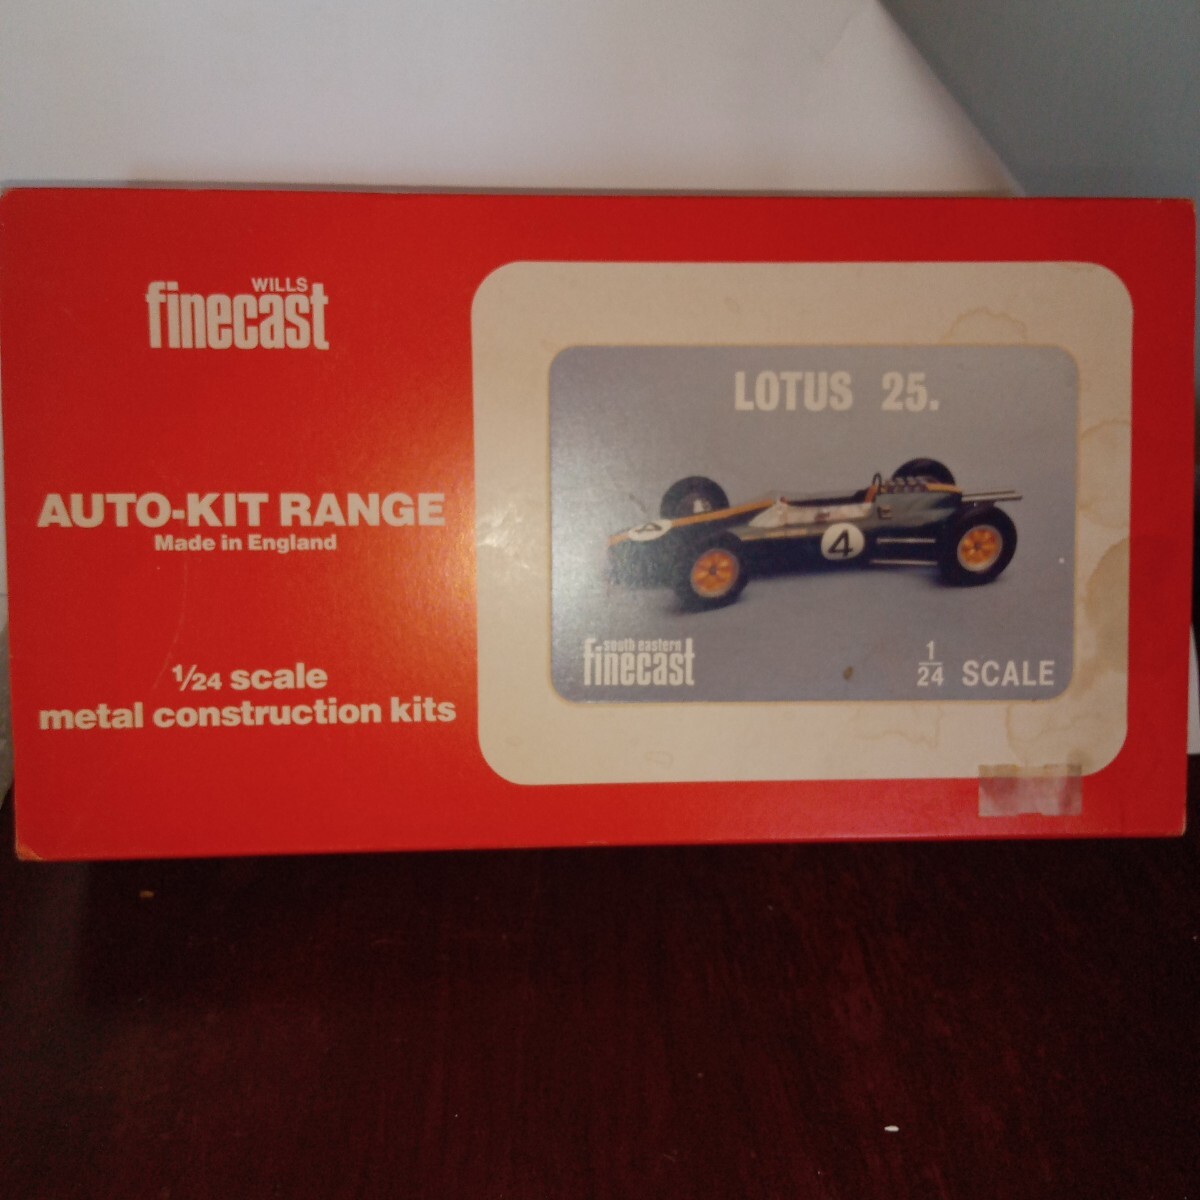 WILLS
finecast
AUTO-KIT RANGE
Made in England
1/24 scale
metal construction kits
LOTUS 25.
4
4
south eastern
finecast
1/24 SCALE